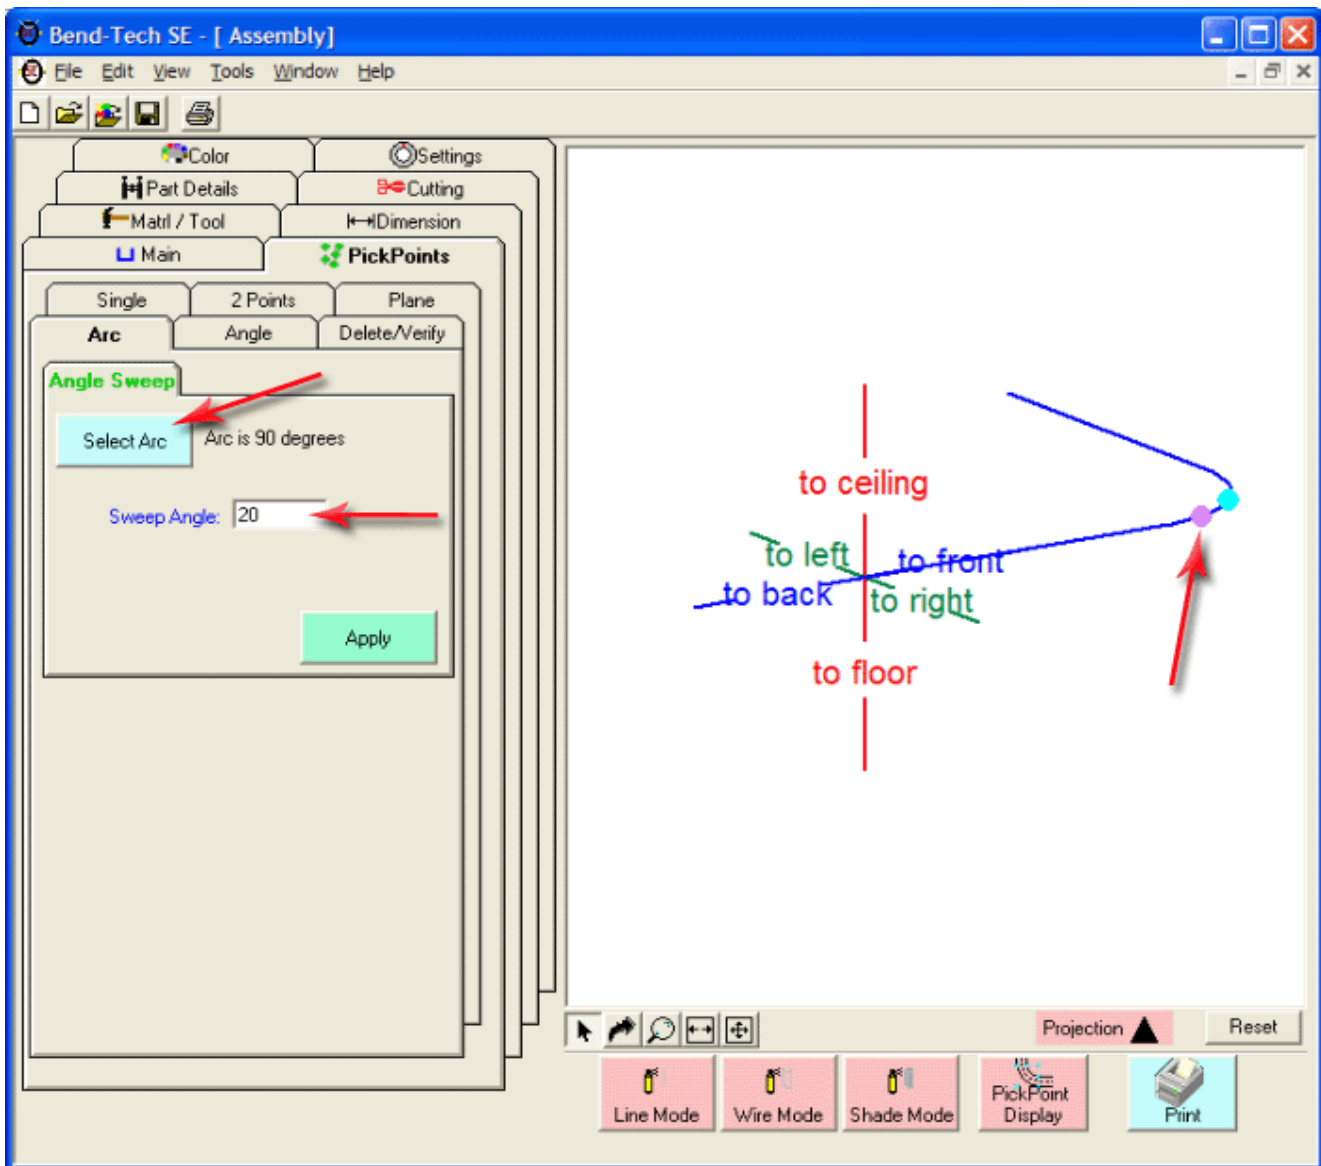 Bend-Tech SE - [ Assembly]
File Edit View Tools Window Help
Color Settings
Part Details Cutting
Matrl / Tool Dimension
Main PickPoints
Single 2 Points Plane
Arc Angle Delete/Verify
Angle Sweep
Select Arc Arc is 90 degrees
Sweep Angle: 20
Apply
to ceiling
to left to front
to back to right
to floor
Projection Reset
Line Mode Wire Mode Shade Mode PickPoint Display Print